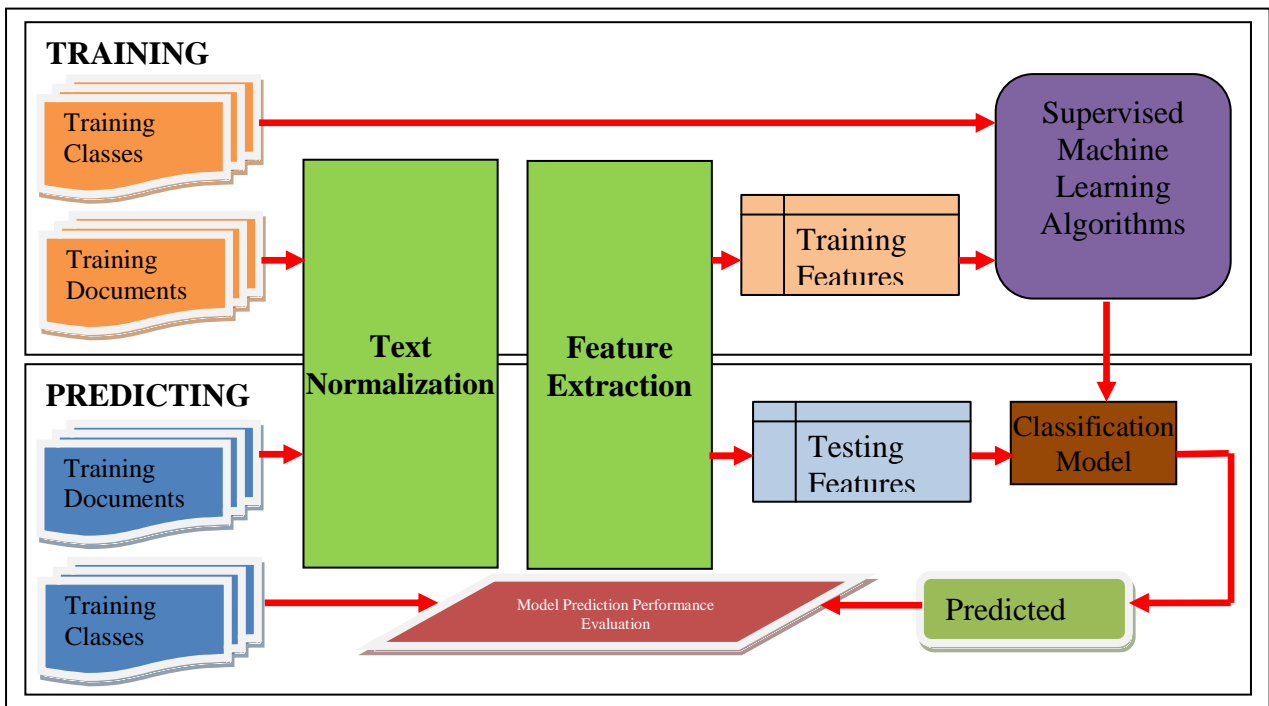 TRAINING
Training
Classes
Supervised
Machine
Learning
Algorithms
Training
Documents
Training
Features
Text
Normalization
Feature
Extraction
PREDICTING
Training
Documents
Testing
Features
Classification
Model
Training
Classes
Model Prediction Performance
Evaluation
Predicted